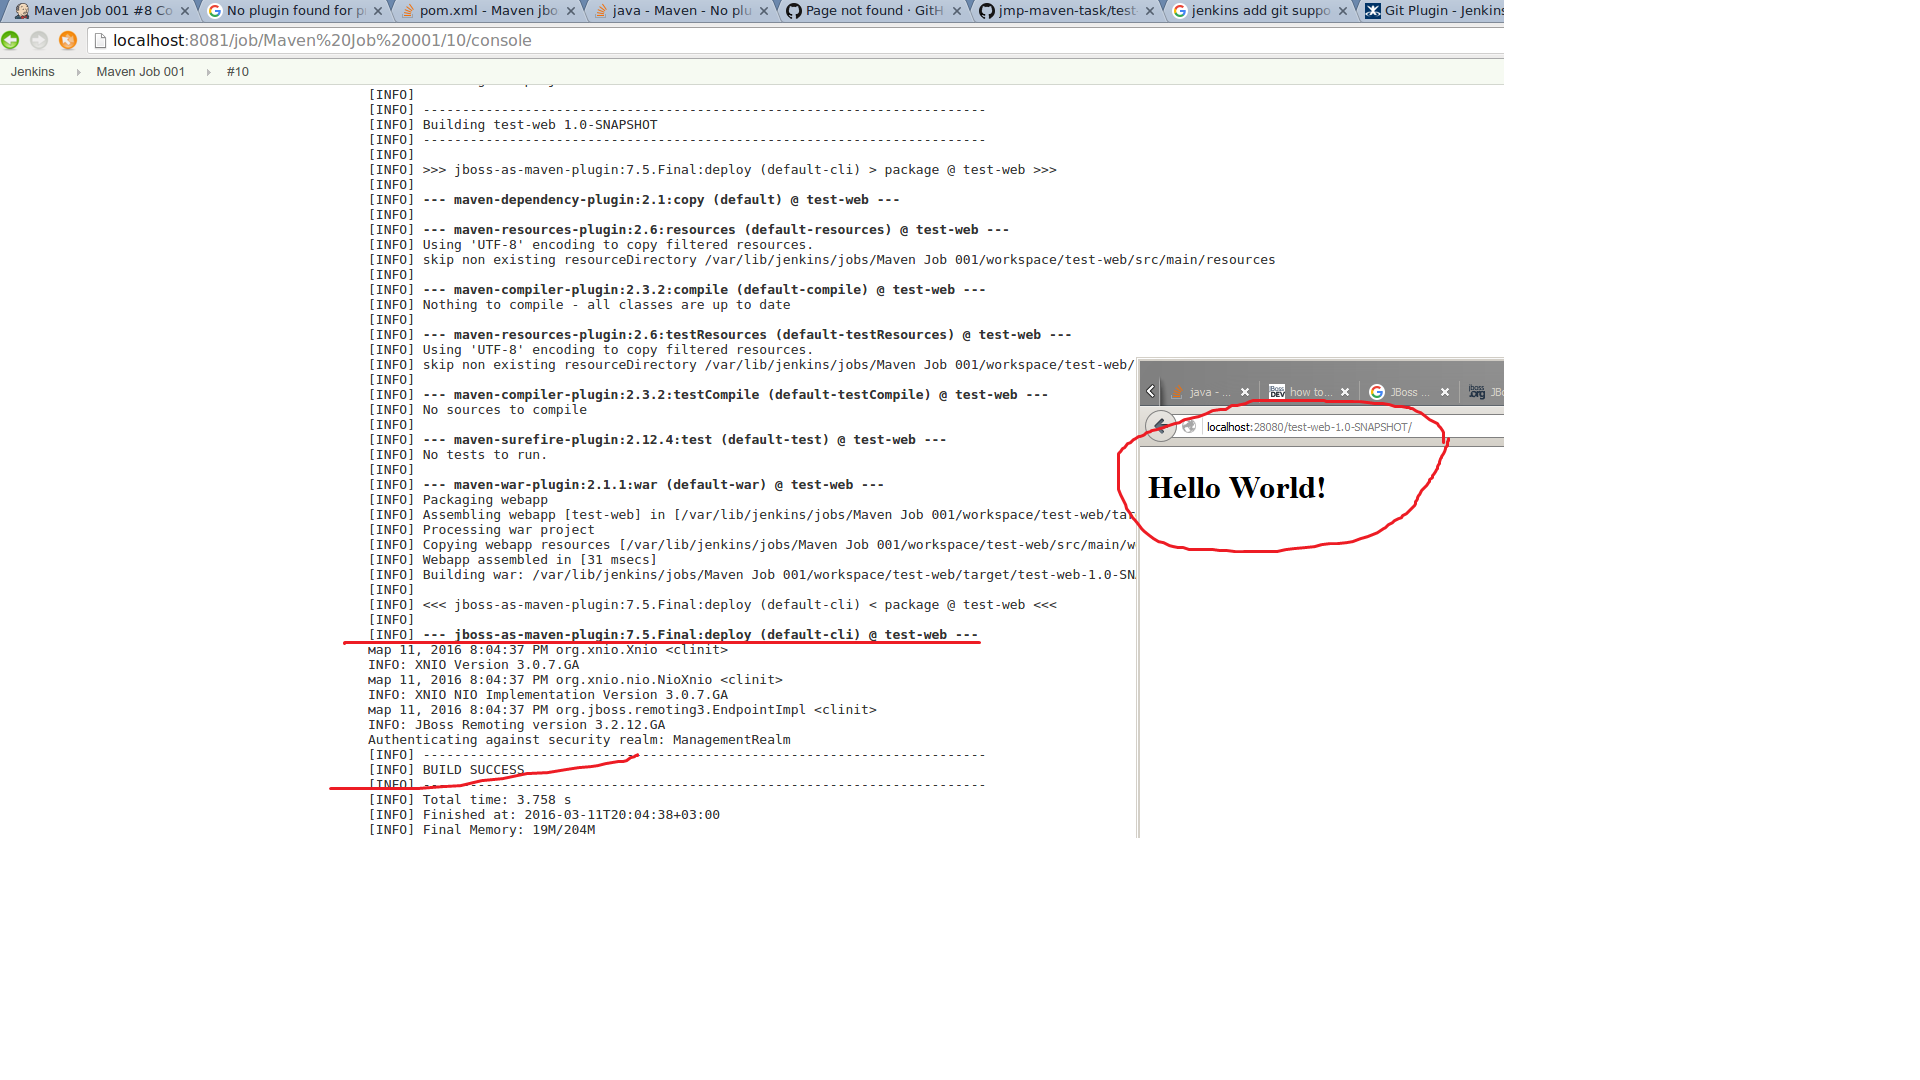 Maven Job 001 #8 Co
No plugin found for p
pom.xml - Maven jbo
java - Maven - No plu
Page not found · GitH
jmp-maven-task/test-
jenkins add git suppo
Git Plugin - Jenkins
localhost:8081/job/Maven%20Job%20001/10/console
Jenkins
Maven Job 001
#10
[INFO]
[INFO] ------------------------------------------------------------------------
[INFO] Building test-web 1.0-SNAPSHOT
[INFO] ------------------------------------------------------------------------
[INFO]
[INFO] >>> jboss-as-maven-plugin:7.5.Final:deploy (default-cli) > package @ test-web >>>
[INFO]
[INFO] --- maven-dependency-plugin:2.1:copy (default) @ test-web ---
[INFO]
[INFO] --- maven-resources-plugin:2.6:resources (default-resources) @ test-web ---
[INFO] Using 'UTF-8' encoding to copy filtered resources.
[INFO] skip non existing resourceDirectory /var/lib/jenkins/jobs/Maven Job 001/workspace/test-web/src/main/resources
[INFO]
[INFO] --- maven-compiler-plugin:2.3.2:compile (default-compile) @ test-web ---
[INFO] Nothing to compile - all classes are up to date
[INFO]
[INFO] --- maven-resources-plugin:2.6:testResources (default-testResources) @ test-web ---
[INFO] Using 'UTF-8' encoding to copy filtered resources.
[INFO] skip non existing resourceDirectory /var/lib/jenkins/jobs/Maven Job 001/workspace/test-web/
[INFO]
[INFO] --- maven-compiler-plugin:2.3.2:testCompile (default-testCompile) @ test-web ---
[INFO] No sources to compile
[INFO]
[INFO] --- maven-surefire-plugin:2.12.4:test (default-test) @ test-web ---
[INFO] No tests to run.
[INFO]
[INFO] --- maven-war-plugin:2.1.1:war (default-war) @ test-web ---
[INFO] Packaging webapp
[INFO] Assembling webapp [test-web] in [/var/lib/jenkins/jobs/Maven Job 001/workspace/test-web/tar
[INFO] Processing war project
[INFO] Copying webapp resources [/var/lib/jenkins/jobs/Maven Job 001/workspace/test-web/src/main/w
[INFO] Webapp assembled in [31 msecs]
[INFO] Building war: /var/lib/jenkins/jobs/Maven Job 001/workspace/test-web/target/test-web-1.0-SN
[INFO]
[INFO] <<< jboss-as-maven-plugin:7.5.Final:deploy (default-cli) < package @ test-web <<<
[INFO]
[INFO] --- jboss-as-maven-plugin:7.5.Final:deploy (default-cli) @ test-web ---
мар 11, 2016 8:04:37 PM org.xnio.Xnio <clinit>
INFO: XNIO Version 3.0.7.GA
мар 11, 2016 8:04:37 PM org.xnio.nio.NioXnio <clinit>
INFO: XNIO NIO Implementation Version 3.0.7.GA
мар 11, 2016 8:04:37 PM org.jboss.remoting3.EndpointImpl <clinit>
INFO: JBoss Remoting version 3.2.12.GA
Authenticating against security realm: ManagementRealm
[INFO] ------------------------------------------------------------------------
[INFO] BUILD SUCCESS
[INFO] ------------------------------------------------------------------------
[INFO] Total time: 3.758 s
[INFO] Finished at: 2016-03-11T20:04:38+03:00
[INFO] Final Memory: 19M/204M
java - ...
how to...
JBoss ...
JBo
localhost:28080/test-web-1.0-SNAPSHOT/
Hello World!